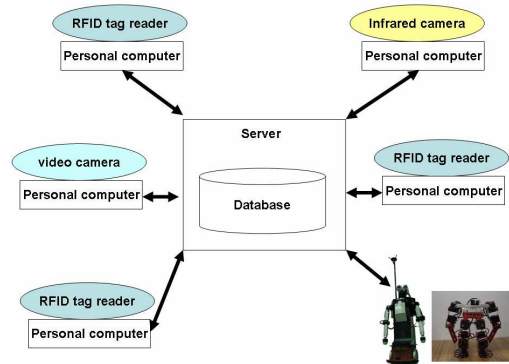 RFID tag reader
Personal computer
Infrared camera
Personal computer
Server
Database
video camera
Personal computer
RFID tag reader
Personal computer
RFID tag reader
Personal computer